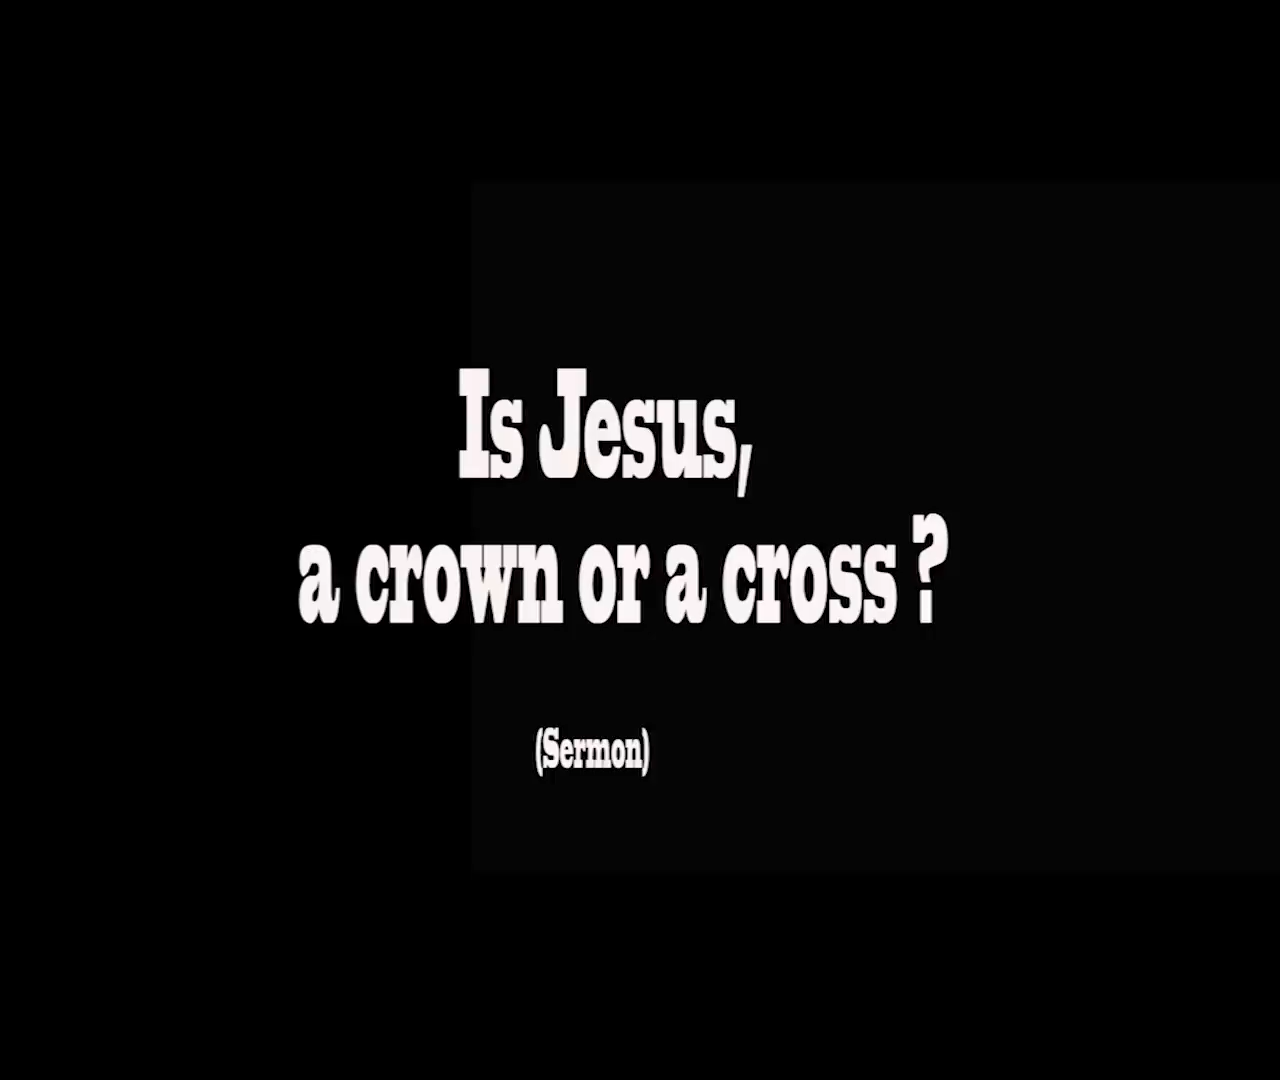 Is Jesus,
a crown or a cross ?
(Sermon)